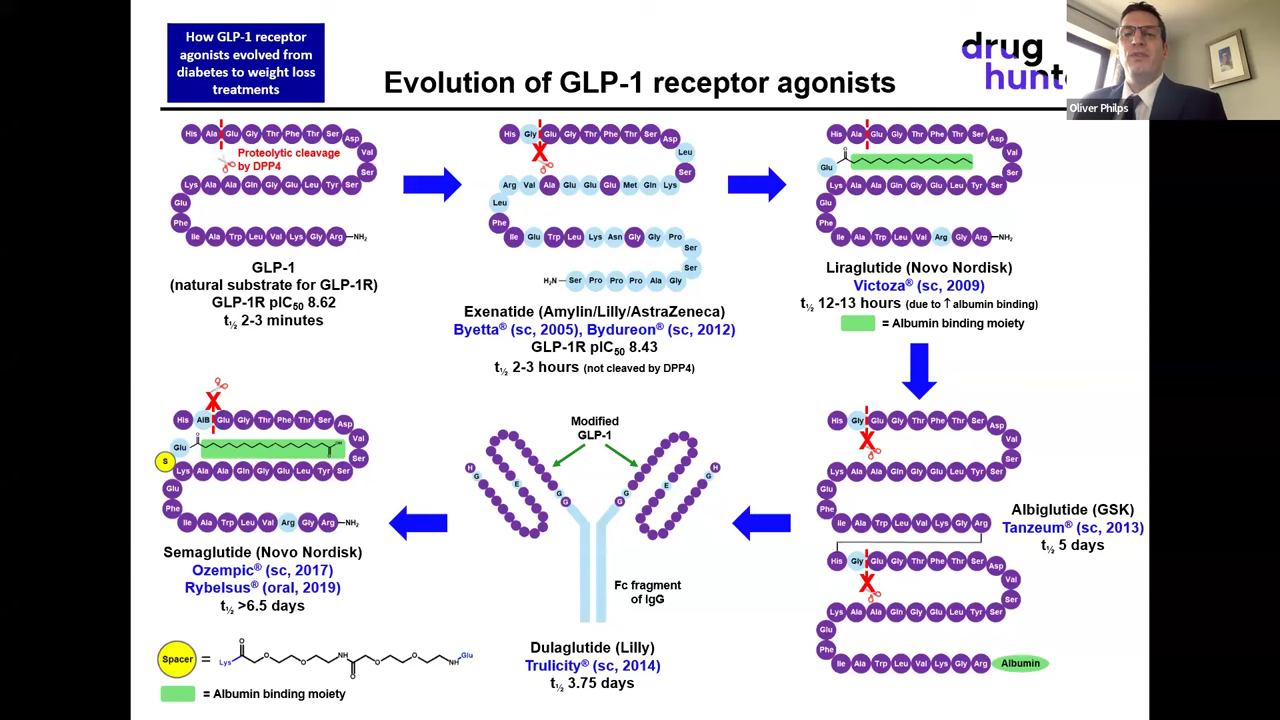 How GLP-1 receptor
agonists evolved from
diabetes to weight loss
treatments
Evolution of GLP-1 receptor agonists
drug
hunt
Oliver Philps
His Ala Glu Gly Thr Phe Thr Ser Asp
Val
Ser
Proteolytic cleavage
by DPP4
Lys Ala Ala Gln Gly Glu Leu Tyr Ser
Glu
Phe
Ile Ala Trp Leu Val Lys Gly Arg NH2
GLP-1
(natural substrate for GLP-1R)
GLP-1R pIC50 8.62
t½ 2-3 minutes
His Gly Glu Gly Thr Phe Thr Ser Asp
Leu
Ser
X
Arg Val Ala Glu Glu Glu Met Gln Lys
Leu
Phe
Ile Glu Trp Leu Lys Asn Gly Gly Pro
Ser
Ser
H2N Ser Pro Pro Pro Ala Gly
Exenatide (Amylin/Lilly/AstraZeneca)
Byetta® (sc, 2005), Bydureon® (sc, 2012)
GLP-1R pIC50 8.43
t½ 2-3 hours (not cleaved by DPP4)
His Ala Glu Gly Thr Phe Thr Ser Asp
Val
Ser
O
Glu
Lys Ala Ala Gln Gly Glu Leu Tyr Ser
Glu
Phe
Ile Ala Trp Leu Val Arg Gly Arg NH2
Liraglutide (Novo Nordisk)
Victoza® (sc, 2009)
t½ 12-13 hours (due to ↑ albumin binding)
= Albumin binding moiety
His Gly Glu Gly Thr Phe Thr Ser Asp
Val
Ser
X
Lys Ala Ala Gln Gly Glu Leu Tyr Ser
Glu
Phe
Ile Ala Trp Leu Val Lys Gly Arg
His Gly Glu Gly Thr Phe Thr Ser Asp
Val
Ser
X
Lys Ala Ala Gln Gly Glu Leu Tyr Ser
Glu
Phe
Ile Ala Trp Leu Val Lys Gly Arg Albumin
Albiglutide (GSK)
Tanzeum® (sc, 2013)
t½ 5 days
Modified
GLP-1
H G E G G
G G E G H
Fc fragment
of IgG
Dulaglutide (Lilly)
Trulicity® (sc, 2014)
t½ 3.75 days
X
His AIB Glu Gly Thr Phe Thr Ser Asp
Val
Ser
Glu
S
Lys Ala Ala Gln Gly Glu Leu Tyr Ser
Glu
Phe
Ile Ala Trp Leu Val Arg Gly Arg NH2
Semaglutide (Novo Nordisk)
Ozempic® (sc, 2017)
Rybelsus® (oral, 2019)
t½ >6.5 days
Spacer = Lys O O O NH O O O NH Glu
= Albumin binding moiety